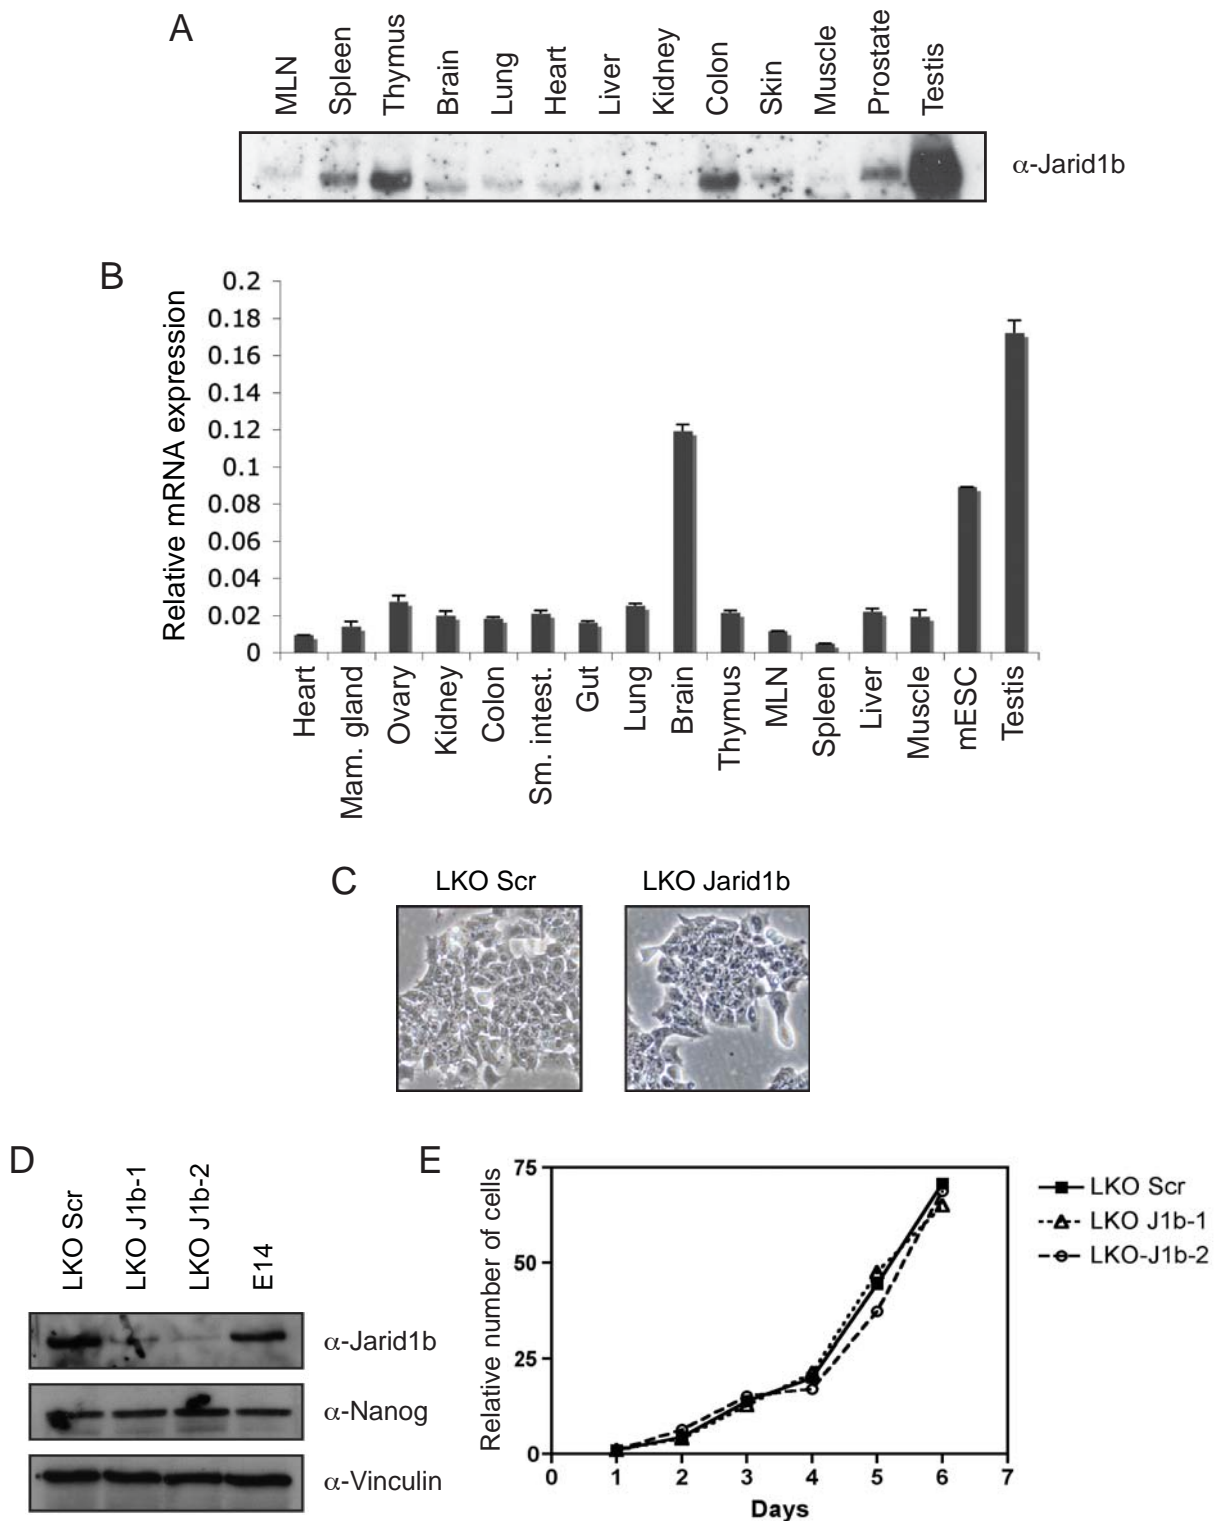 A
MLN
Spleen
Thymus
Brain
Lung
Heart
Liver
Kidney
Colon
Skin
Muscle
Prostate
Testis
α-Jarid1b
B
Relative mRNA expression
0.2
0.18
0.16
0.14
0.12
0.1
0.08
0.06
0.04
0.02
0
Heart
Mam. gland
Ovary
Kidney
Colon
Sm. intest.
Gut
Lung
Brain
Thymus
MLN
Spleen
Liver
Muscle
mESC
Testis
C
LKO Scr
LKO Jarid1b
D
LKO Scr
LKO J1b-1
LKO J1b-2
E14
α-Jarid1b
α-Nanog
α-Vinculin
E
Relative number of cells
75
50
25
0
0 1 2 3 4 5 6 7
Days
LKO Scr
LKO J1b-1
LKO-J1b-2